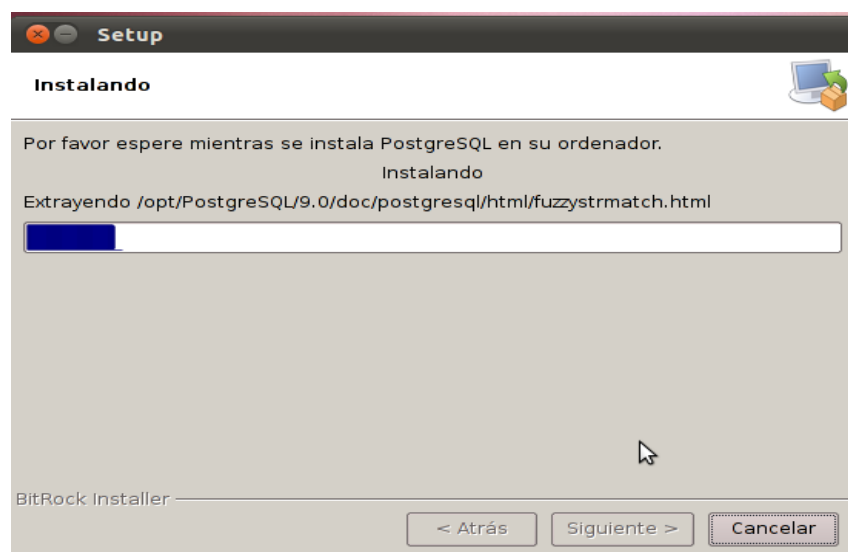 Setup
Instalando
Por favor espere mientras se instala PostgreSQL en su ordenador.
Instalando
Extrayendo /opt/PostgreSQL/9.0/doc/postgresql/html/fuzzystrmatch.html
BitRock Installer
< Atrás
Siguiente >
Cancelar